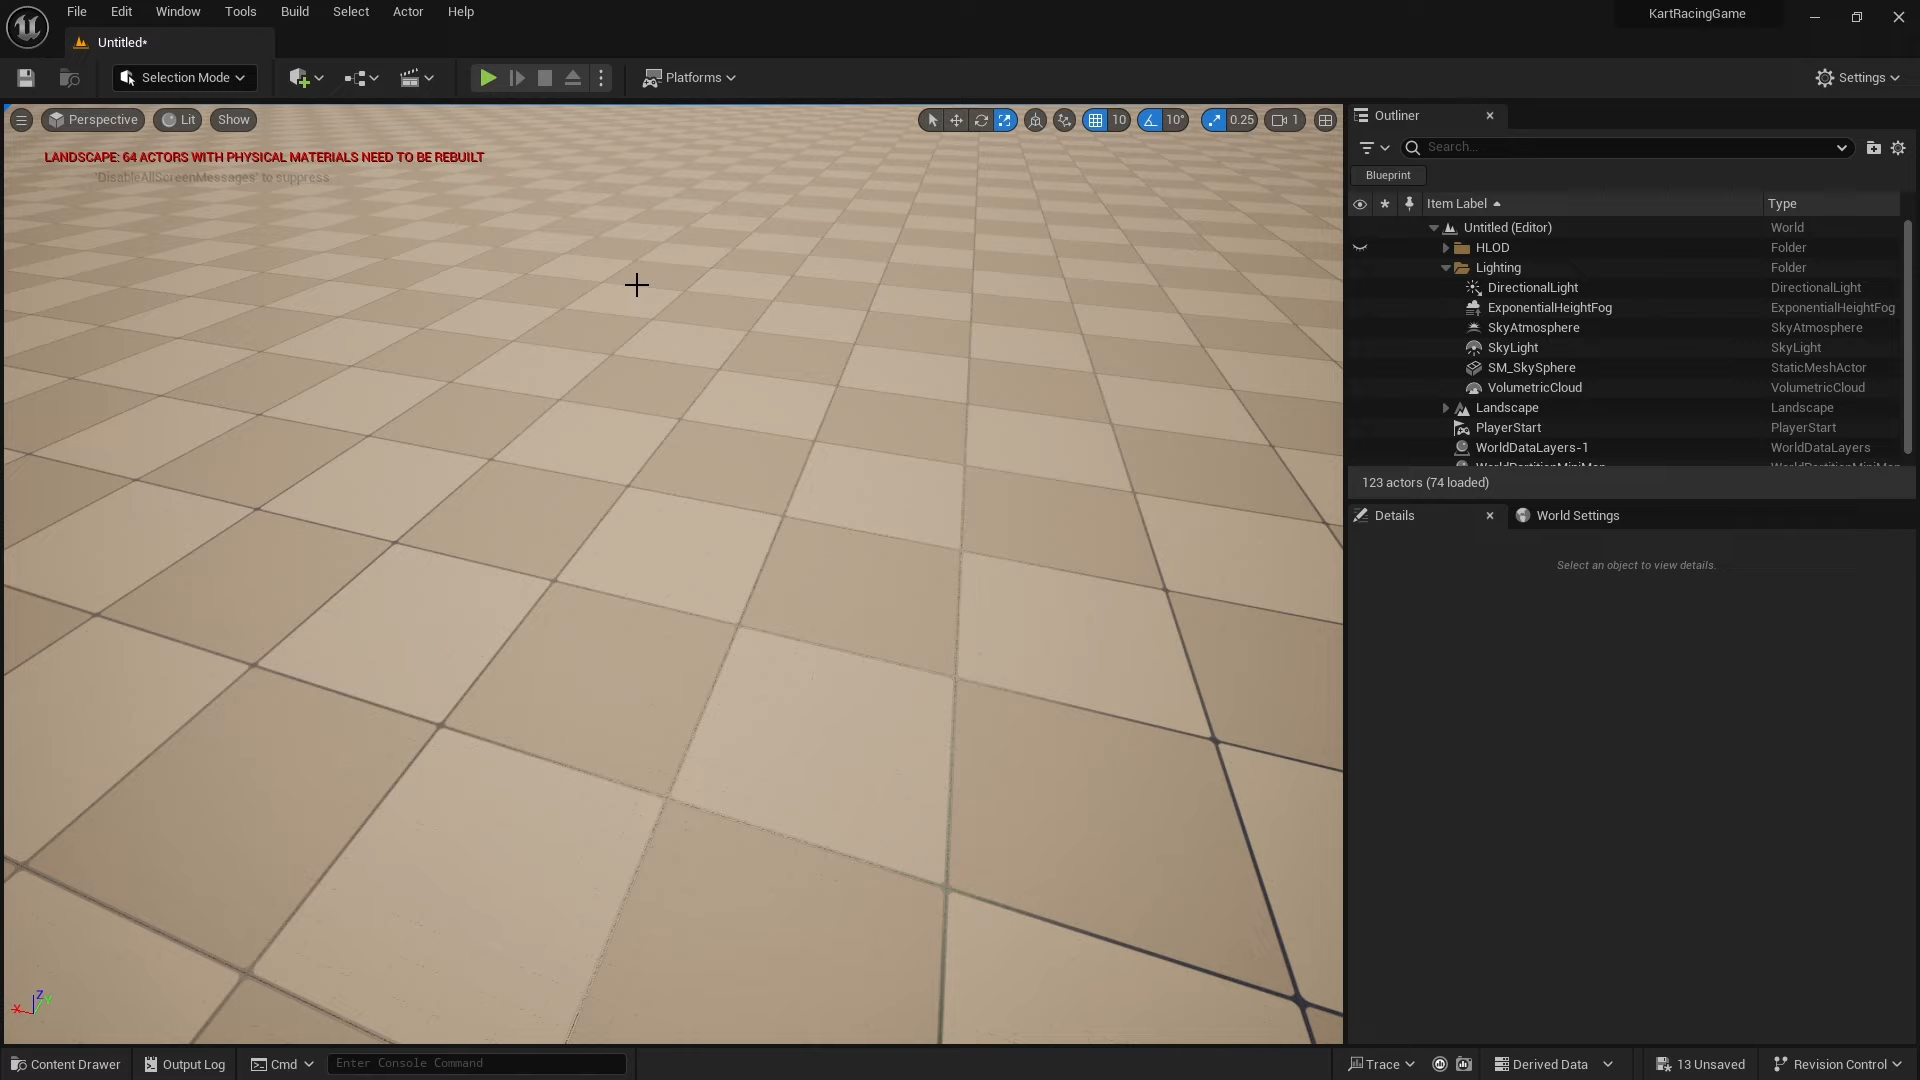 File Edit Window Tools Build Select Actor Help
KartRacingGame
Untitled*
Selection Mode
Platforms
Settings
Perspective Lit Show
10 10° 0.25 1
LANDSCAPE: 64 ACTORS WITH PHYSICAL MATERIALS NEED TO BE REBUILT
'DisableAllScreenMessages' to suppress
Outliner
Search...
Blueprint
Item Label Type
Untitled (Editor) World
HLOD Folder
Lighting Folder
DirectionalLight DirectionalLight
ExponentialHeightFog ExponentialHeightFog
SkyAtmosphere SkyAtmosphere
SkyLight SkyLight
SM_SkySphere StaticMeshActor
VolumetricCloud VolumetricCloud
Landscape Landscape
PlayerStart PlayerStart
WorldDataLayers-1 WorldDataLayers
123 actors (74 loaded)
Details World Settings
Select an object to view details.
X Z Y
Content Drawer Output Log Cmd Enter Console Command
Trace Derived Data 13 Unsaved Revision Control